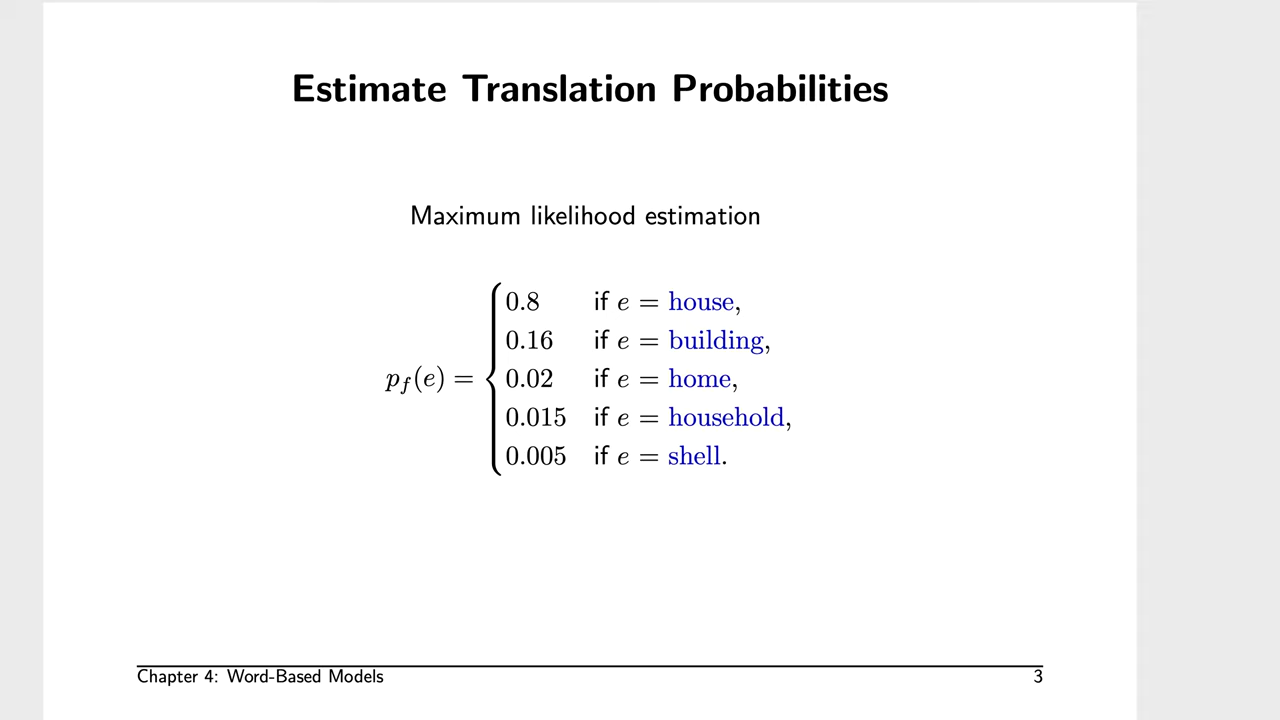 Estimate Translation Probabilities
Maximum likelihood estimation
p_f(e) =
0.8 if e = house,
0.16 if e = building,
0.02 if e = home,
0.015 if e = household,
0.005 if e = shell.
Chapter 4: Word-Based Models 3